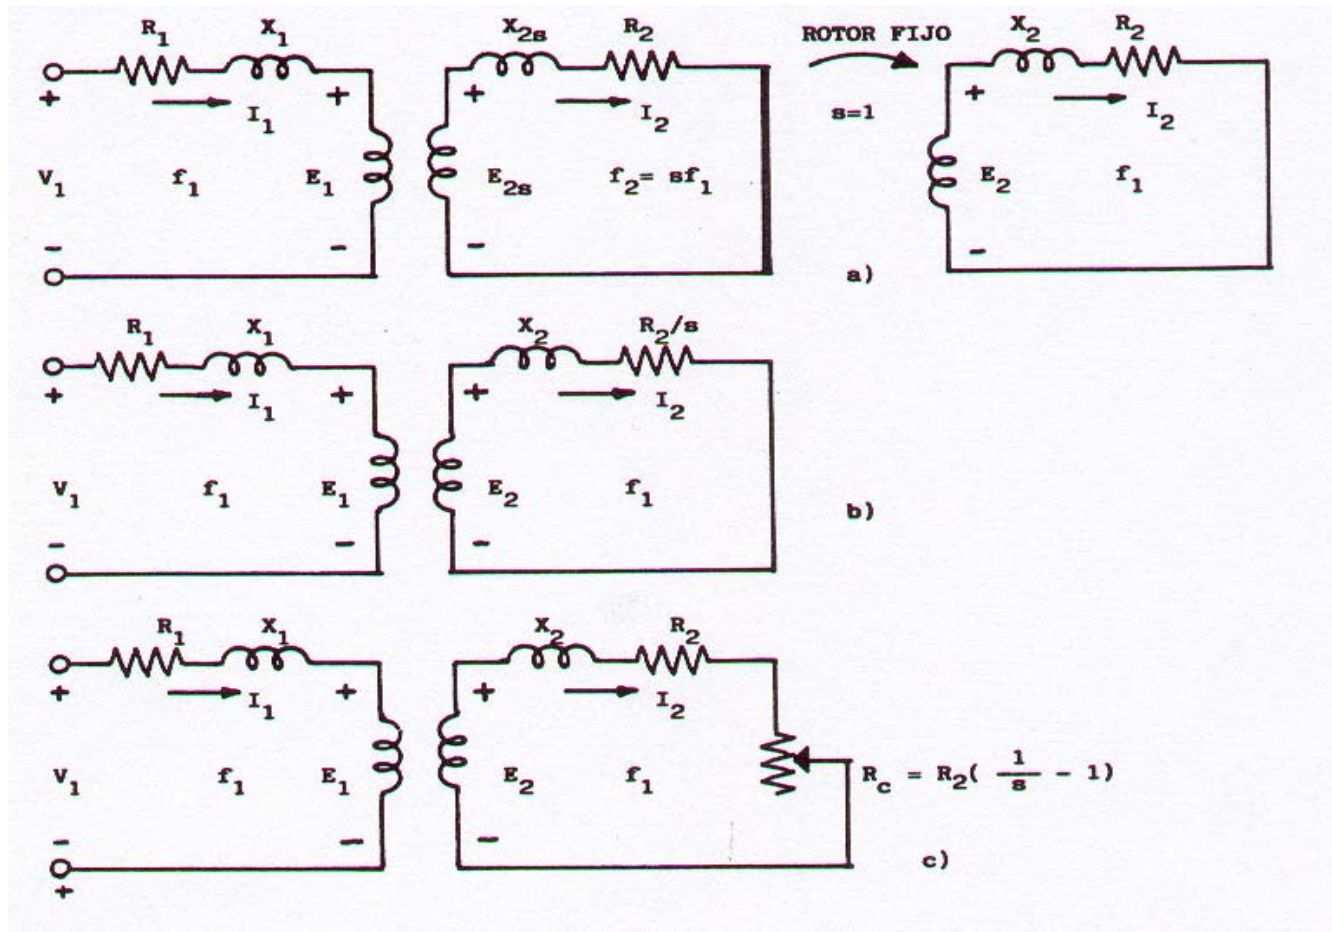 R1 X1 X2s R2 ROTOR FIJO X2 R2
+ I1 + + I2 s=1 + I2
V1 f1 E1 E2s f2= sf1 E2 f1
− − − −
a)
R1 X1 X2 R2/s
+ I1 + + I2
V1 f1 E1 E2 f1
b)
− − −
R1 X1 X2 R2
+ I1 + + I2
V1 f1 E1 E2 f1 Rc = R2( 1/s − 1)
− − −
c)
+